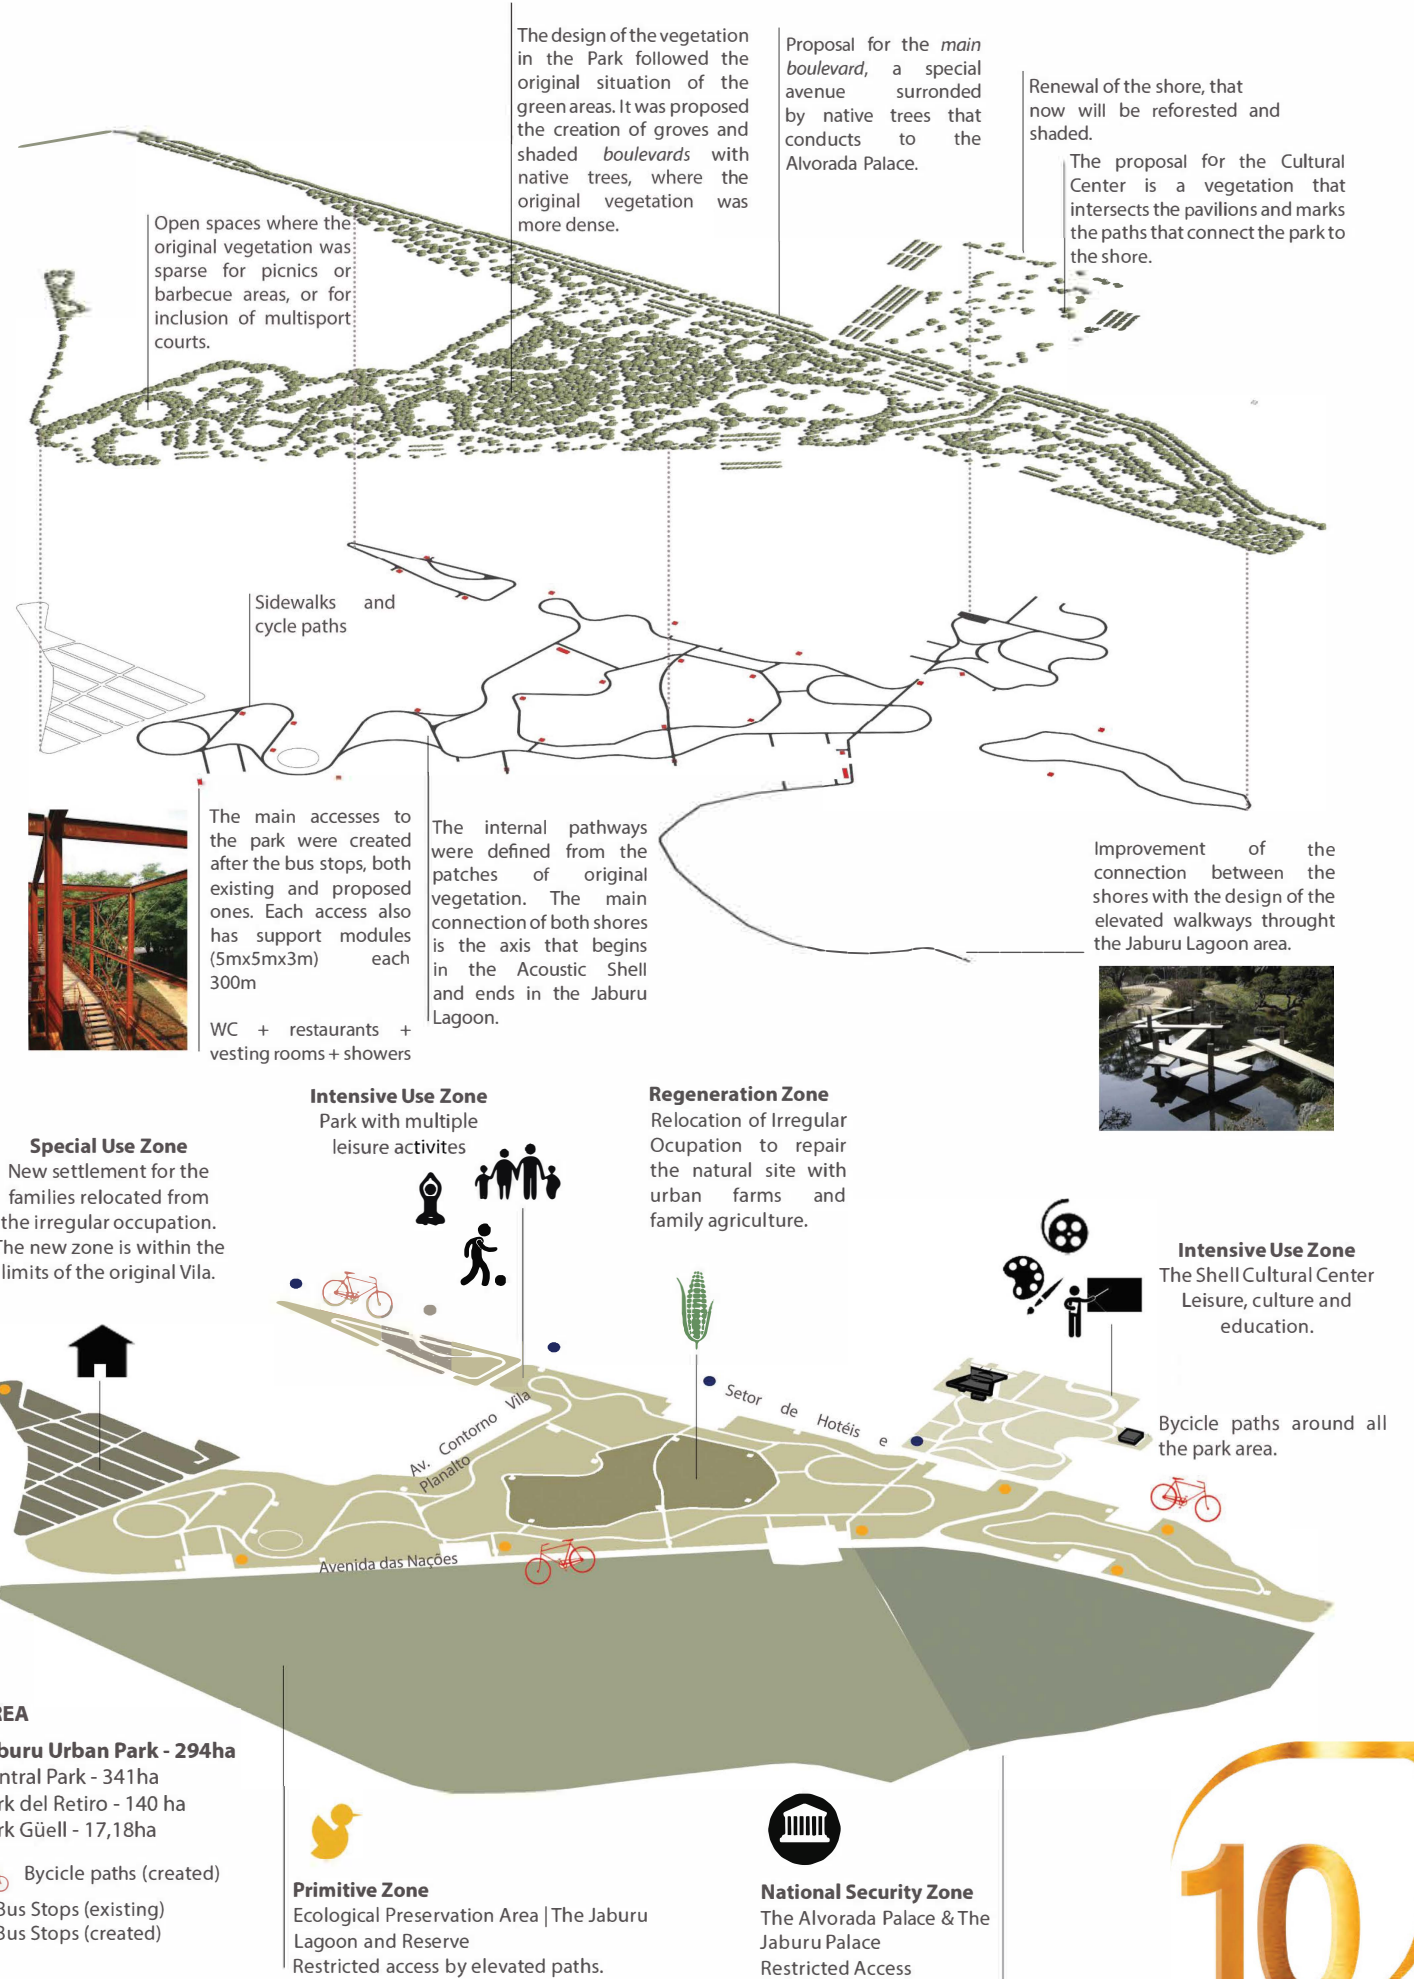 The design of the vegetation
in the Park followed the
original situation of the
green areas. It was proposed
the creation of groves and
shaded boulevards with
native trees, where the
original vegetation was
more dense.
Proposal for the main
boulevard, a special
avenue surronded
by native trees that
conducts to the
Alvorada Palace.
Renewal of the shore, that
now will be reforested and
shaded.
The proposal for the Cultural
Center is a vegetation that
intersects the pavilions and marks
the paths that connect the park to
the shore.
Open spaces where the
original vegetation was
sparse for picnics or
barbecue areas, or for
inclusion of multisport
courts.
Sidewalks and
cycle paths
The main accesses to
the park were created
after the bus stops, both
existing and proposed
ones. Each access also
has support modules
(5mx5mx3m) each
300m
WC + restaurants +
vesting rooms + showers
The internal pathways
were defined from the
patches of original
vegetation. The main
connection of both shores
is the axis that begins
in the Acoustic Shell
and ends in the Jaburu
Lagoon.
Improvement of the
connection between the
shores with the design of the
elevated walkways throught
the Jaburu Lagoon area.
Special Use Zone
New settlement for the
families relocated from
the irregular occupation.
The new zone is within the
limits of the original Vila.
Intensive Use Zone
Park with multiple
leisure activites
Regeneration Zone
Relocation of Irregular
Ocupation to repair
the natural site with
urban farms and
family agriculture.
Intensive Use Zone
The Shell Cultural Center
Leisure, culture and
education.
Bycicle paths around all
the park area.
Av. Contorno Vila
Planalto
Setor de Hotéis e
Avenida das Nações
REA
buru Urban Park - 294ha
ntral Park - 341ha
rk del Retiro - 140 ha
rk Güell - 17,18ha
Bycicle paths (created)
Bus Stops (existing)
Bus Stops (created)
Primitive Zone
Ecological Preservation Area | The Jaburu
Lagoon and Reserve
Restricted access by elevated paths.
National Security Zone
The Alvorada Palace & The
Jaburu Palace
Restricted Access
10